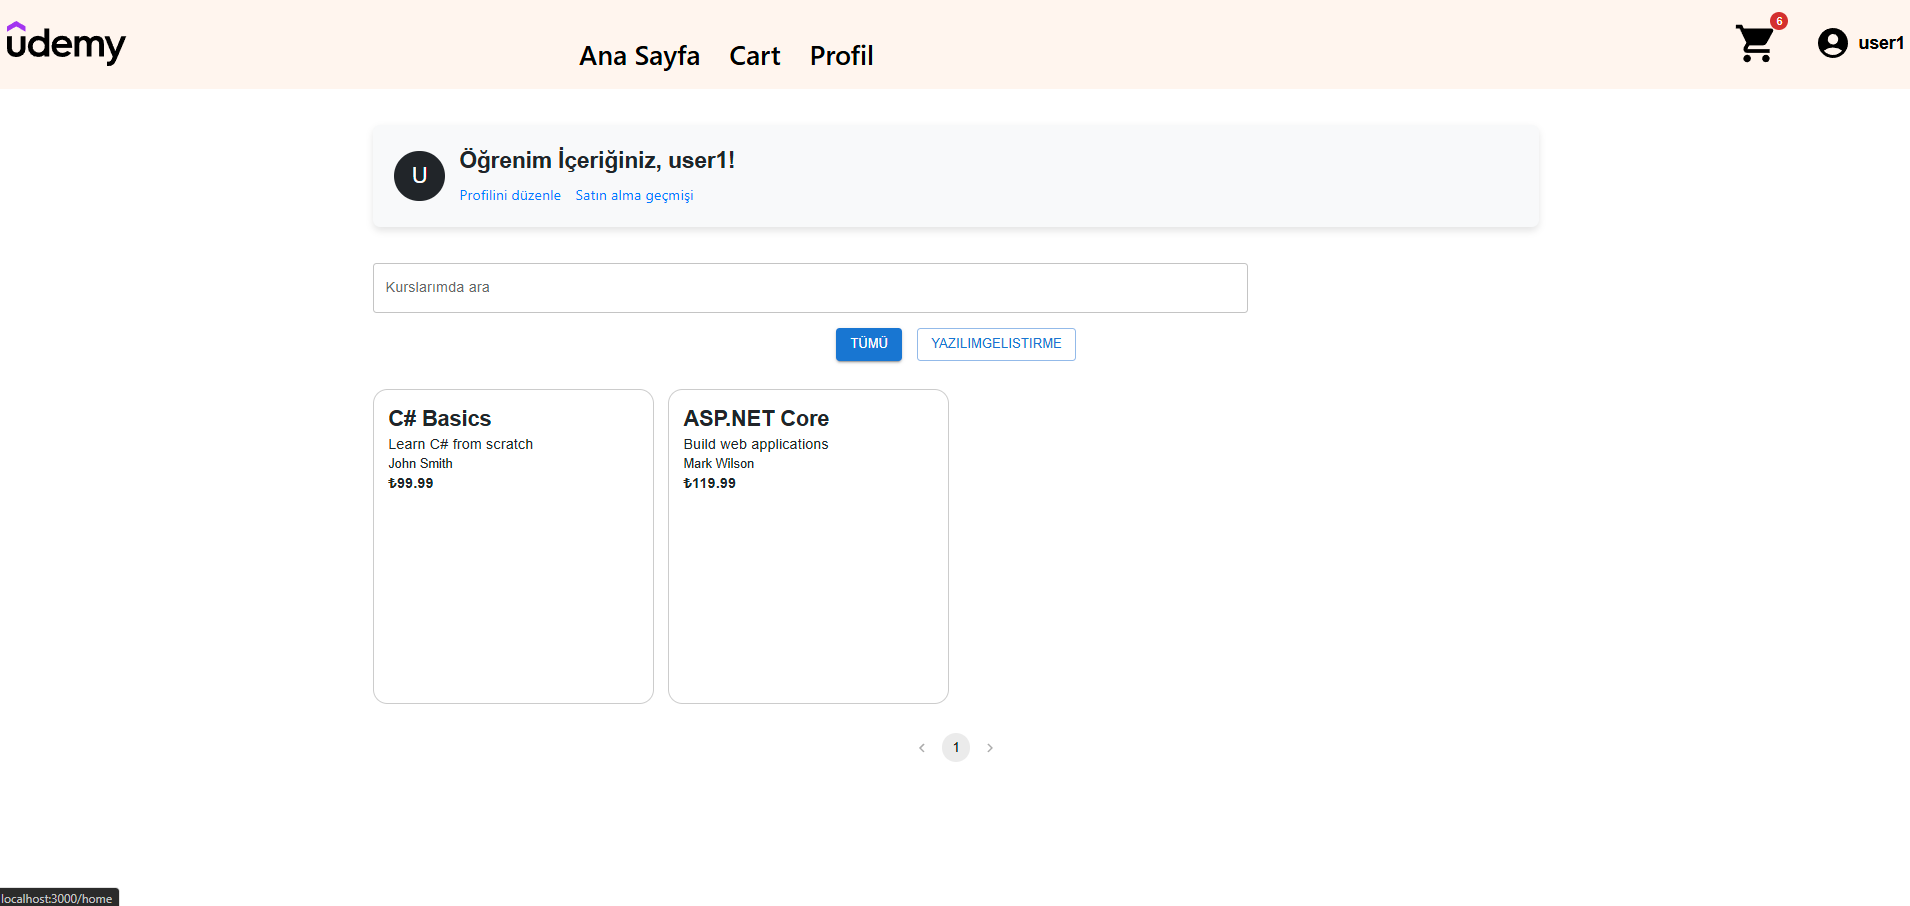 ûdemy
Ana Sayfa Cart Profil
6
user1
U
Öğrenim İçeriğiniz, user1!
Profilini düzenle Satın alma geçmişi
Kurslarımda ara
TÜMÜ YAZILIMGELISTIRME
C# Basics
Learn C# from scratch
John Smith
₺99.99
ASP.NET Core
Build web applications
Mark Wilson
₺119.99
1
localhost:3000/home